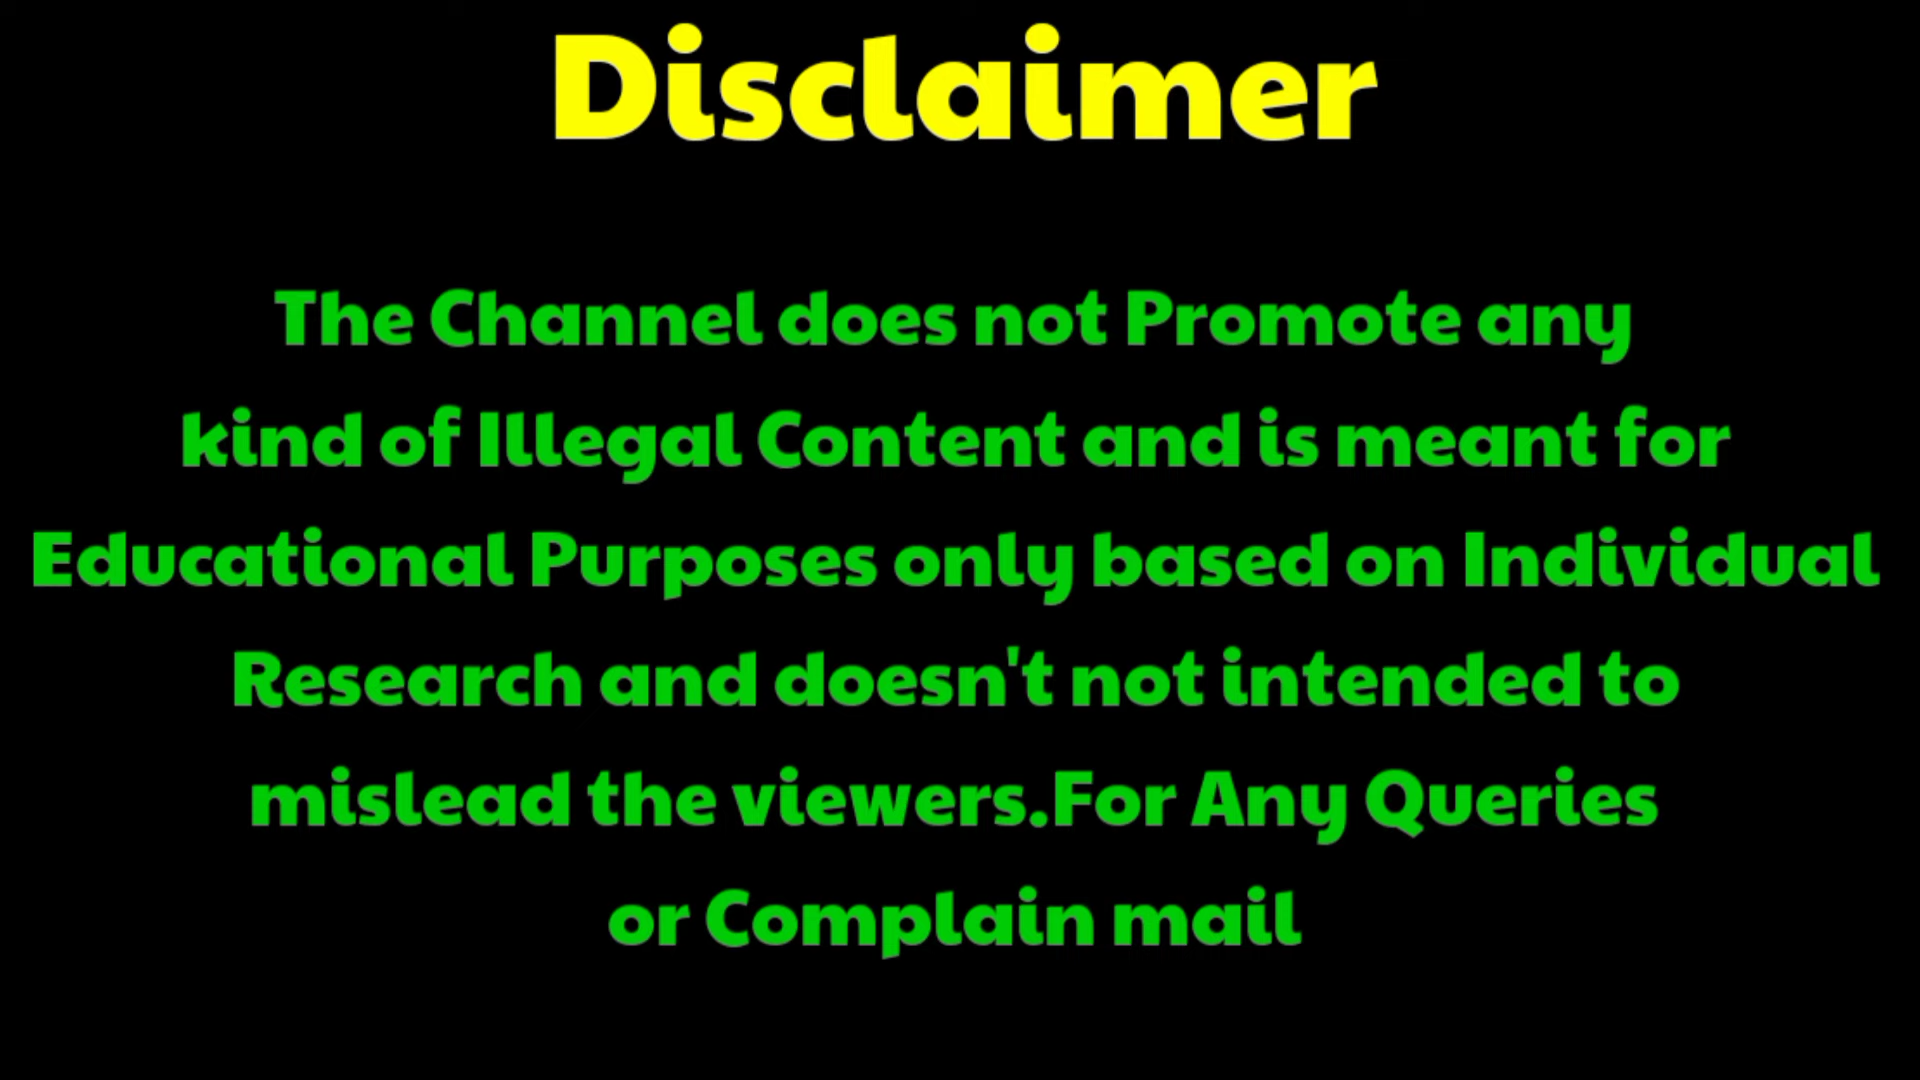 Disclaimer
The Channel does not Promote any
kind of Illegal Content and is meant for
Educational Purposes only based on Individual
Research and doesn't not intended to
mislead the viewers.For Any Queries
or Complain mail